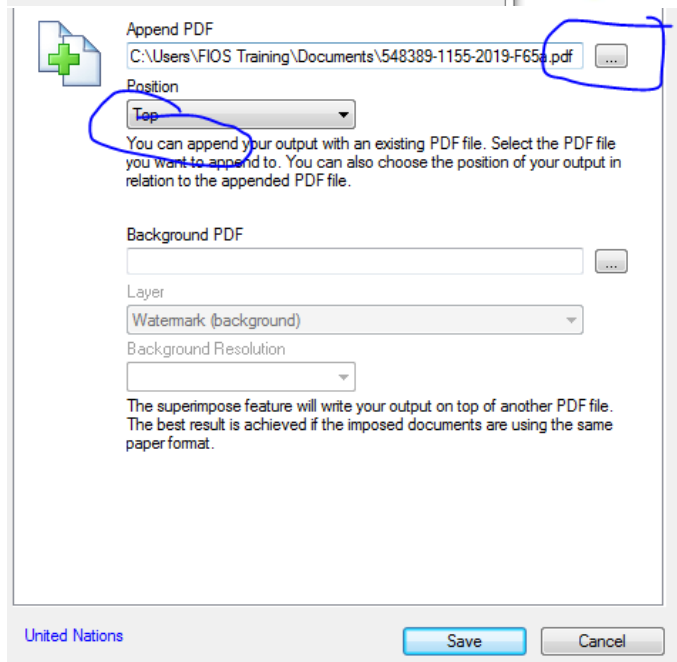 Append PDF
C:\Users\FIOS Training\Documents\548389-1155-2019-F65a.pdf
...
Position
Top
You can append your output with an existing PDF file. Select the PDF file
you want to append to. You can also choose the position of your output in
relation to the appended PDF file.
Background PDF
...
Layer
Watermark (background)
Background Resolution
The superimpose feature will write your output on top of another PDF file.
The best result is achieved if the imposed documents are using the same
paper format.
United Nations
Save
Cancel